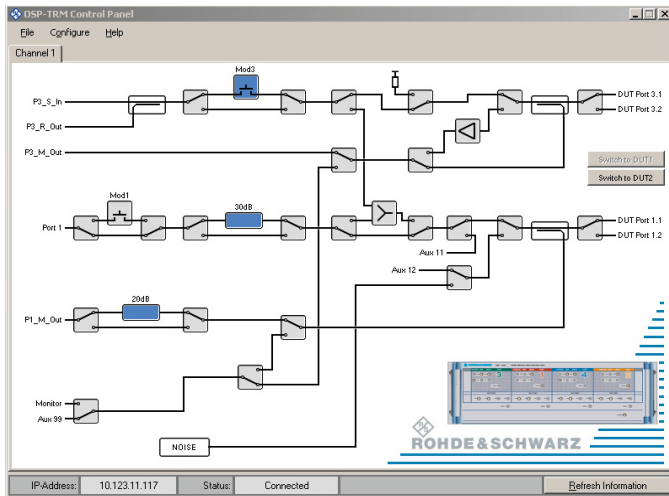 OSP-TRM Control Panel
File Configure Help
Channel 1
Mod3
P3_S_In
DUT Port 3.1
DUT Port 3.2
P3_R_Out
P3_M_Out
Switch to DUT1
Switch to DUT2
Mod1
30dB
Port 1
DUT Port 1.1
DUT Port 1.2
Aux 11
Aux 12
20dB
P1_M_Out
Monitor
Aux 99
NOISE
ROHDE & SCHWARZ
IP-Address: 10.123.11.117 Status: Connected Refresh Information